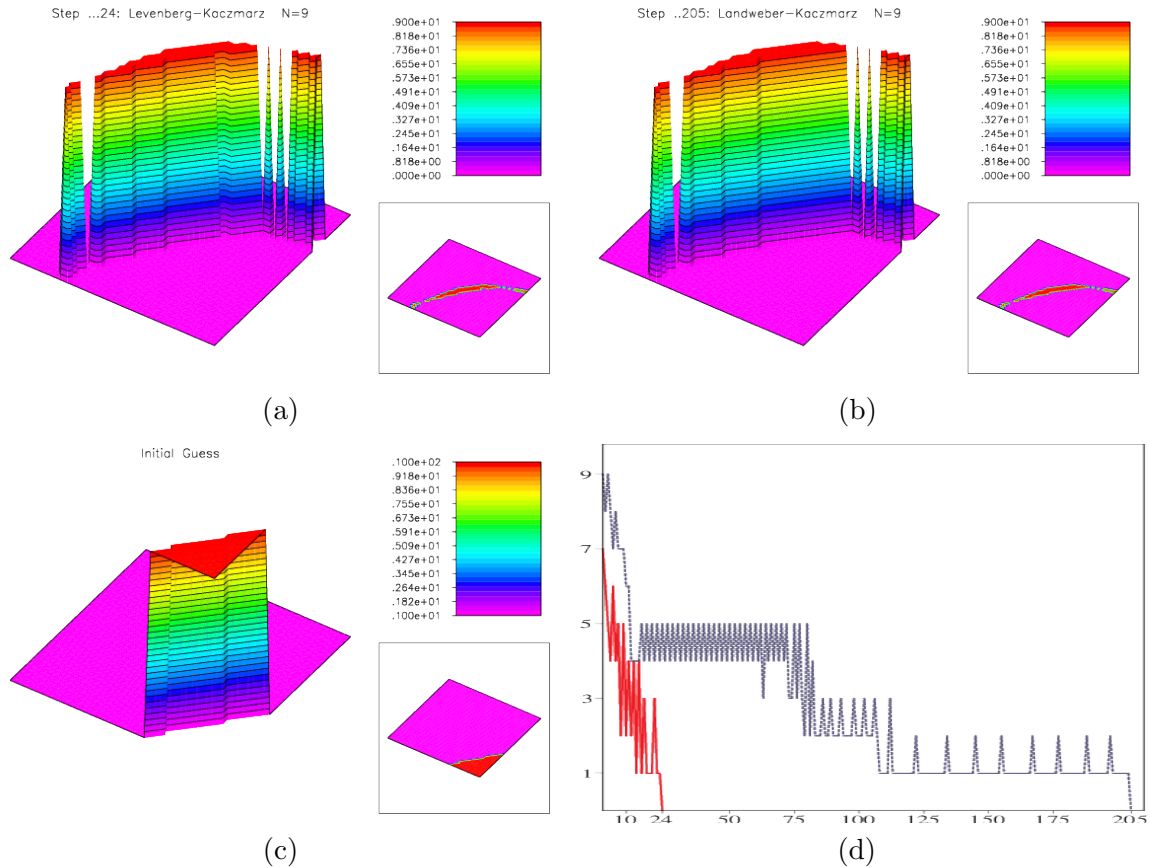 Step ...24: Levenberg-Kaczmarz N=9
.900e+01
.818e+01
.736e+01
.655e+01
.573e+01
.491e+01
.409e+01
.327e+01
.245e+01
.164e+01
.818e+00
.000e+00
(a)
Step ..205: Landweber-Kaczmarz N=9
.900e+01
.818e+01
.736e+01
.655e+01
.573e+01
.491e+01
.409e+01
.327e+01
.245e+01
.164e+01
.818e+00
.000e+00
(b)
Initial Guess
.100e+02
.918e+01
.836e+01
.755e+01
.673e+01
.591e+01
.509e+01
.427e+01
.345e+01
.264e+01
.182e+01
.100e+01
(c)
9
7
5
3
1
10 24 50 75 100 125 150 175 205
(d)